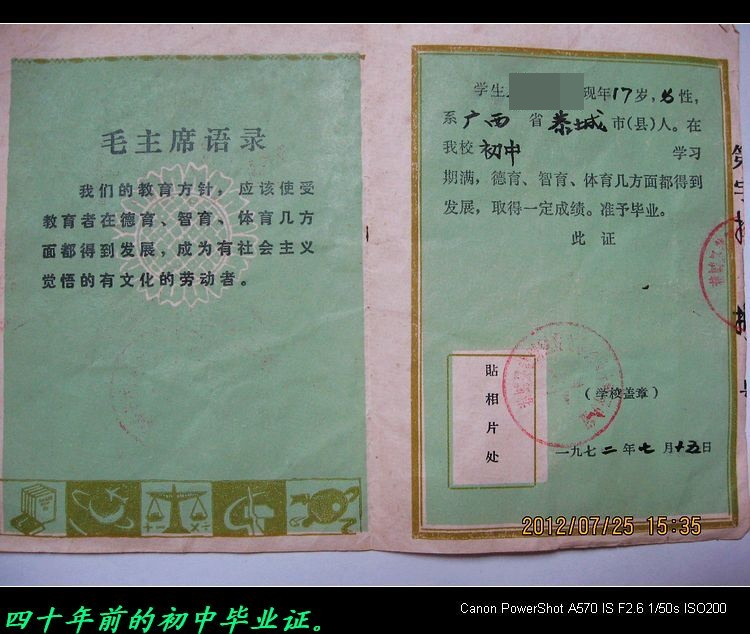 毛主席语录
我们的教育方针，应该使受
教育者在德育、智育、体育几方
面都得到发展，成为有社会主义
觉悟的有文化的劳动者。
学生 现年17岁，女性，
系广西省恭城市(县)人。在
我校初中 学习
期满，德育、智育、体育几方面都得到
发展，取得一定成绩。准予毕业。
此证
貼相片处
（学校盖章）
一九七二年七月十五日
2012/07/25 15:35
四十年前的初中毕业证。
Canon PowerShot A570 IS F2.6 1/50s ISO200